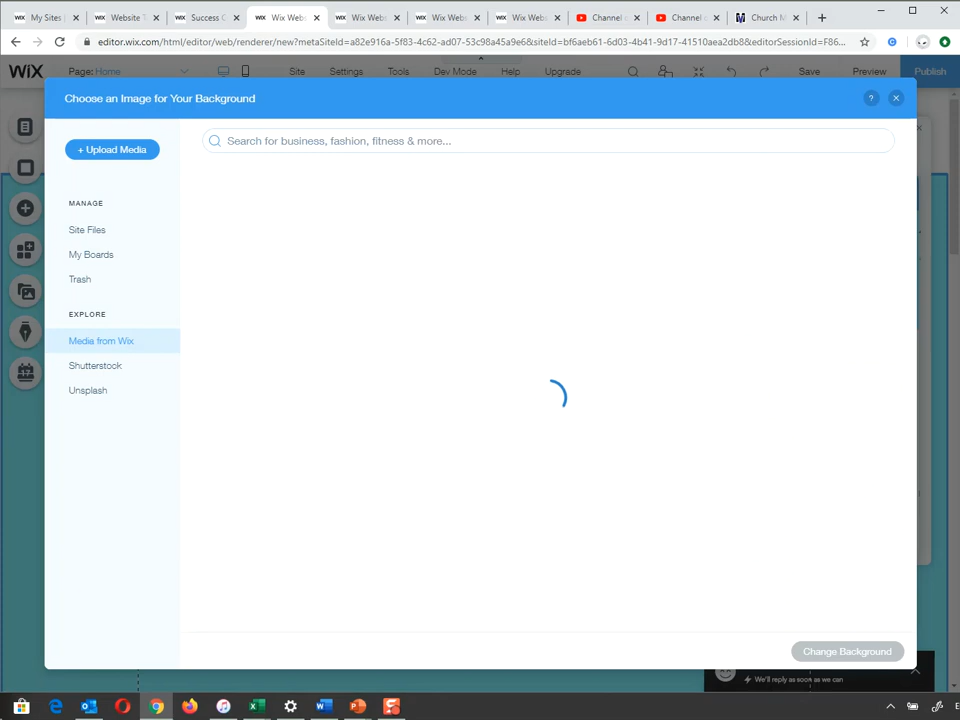 My Sites | Website T Success C Wix Webs Wix Webs Wix Webs Wix Webs Channel c Channel c Church M
editor.wix.com/html/editor/web/renderer/new?metaSiteId=a82e916a-5f83-4c62-ad07-53c98a45a9e6&siteId=bf6aeb61-6d03-4b41-9d17-41510aea2db8&editorSessionId=F86...
WiX Page: Home Site Settings Tools Dev Mode Help Upgrade Save Preview Publish
Choose an Image for Your Background ?
Search for business, fashion, fitness & more...
+ Upload Media
MANAGE
Site Files
My Boards
Trash
EXPLORE
Media from Wix
Shutterstock
Unsplash
Change Background
We'll reply as soon as we can